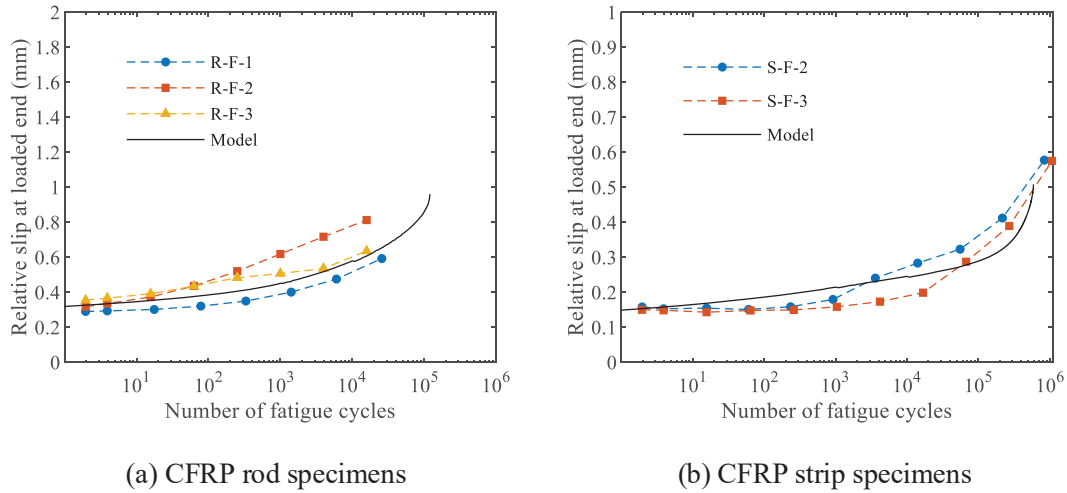 2
1.8
1.6
1.4
1.2
1
0.8
0.6
0.4
0.2
0
Relative slip at loaded end (mm)
R-F-1
R-F-2
R-F-3
Model
10^1 10^2 10^3 10^4 10^5 10^6
Number of fatigue cycles
(a) CFRP rod specimens
1
0.9
0.8
0.7
0.6
0.5
0.4
0.3
0.2
0.1
0
Relative slip at loaded end (mm)
S-F-2
S-F-3
Model
10^1 10^2 10^3 10^4 10^5 10^6
Number of fatigue cycles
(b) CFRP strip specimens